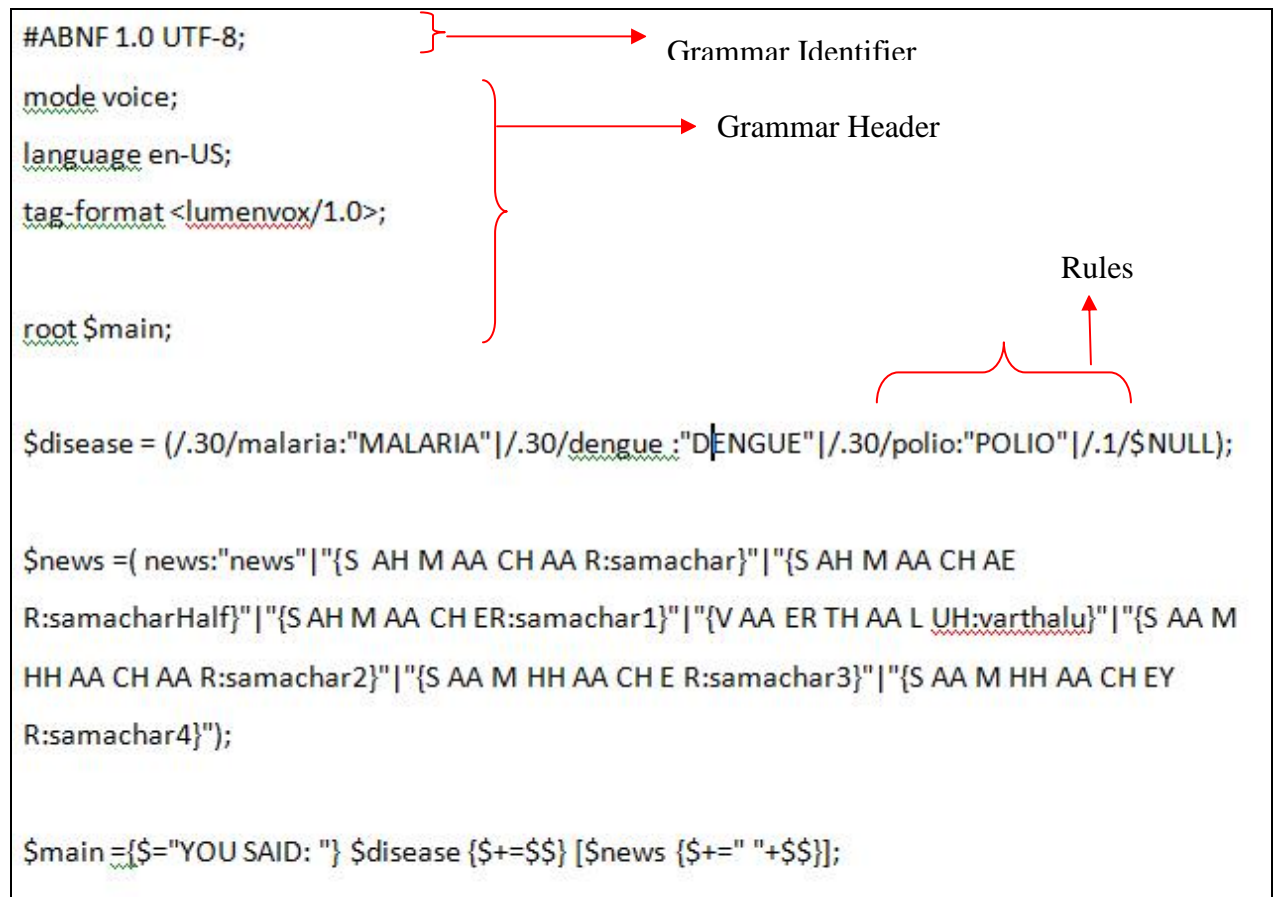 #ABNF 1.0 UTF-8;
Grammar Identifier
mode voice;
Grammar Header
language en-US;
tag-format <lumenvox/1.0>;
Rules
root $main;
$disease = (/.30/malaria:"MALARIA"|/.30/dengue :"DENGUE"|/.30/polio:"POLIO"|/.1/$NULL);
$news =( news:"news"|"{S  AH M AA CH AA R:samachar}"|"{S AH M AA CH AE
R:samacharHalf}"|"{S AH M AA CH ER:samachar1}"|"{V AA ER TH AA L UH:varthalu}"|"{S AA M
HH AA CH AA R:samachar2}"|"{S AA M HH AA CH E R:samachar3}"|"{S AA M HH AA CH EY
R:samachar4}");
$main ={$="YOU SAID: "} $disease {$+=$$} [$news {$+=" "+$$}];